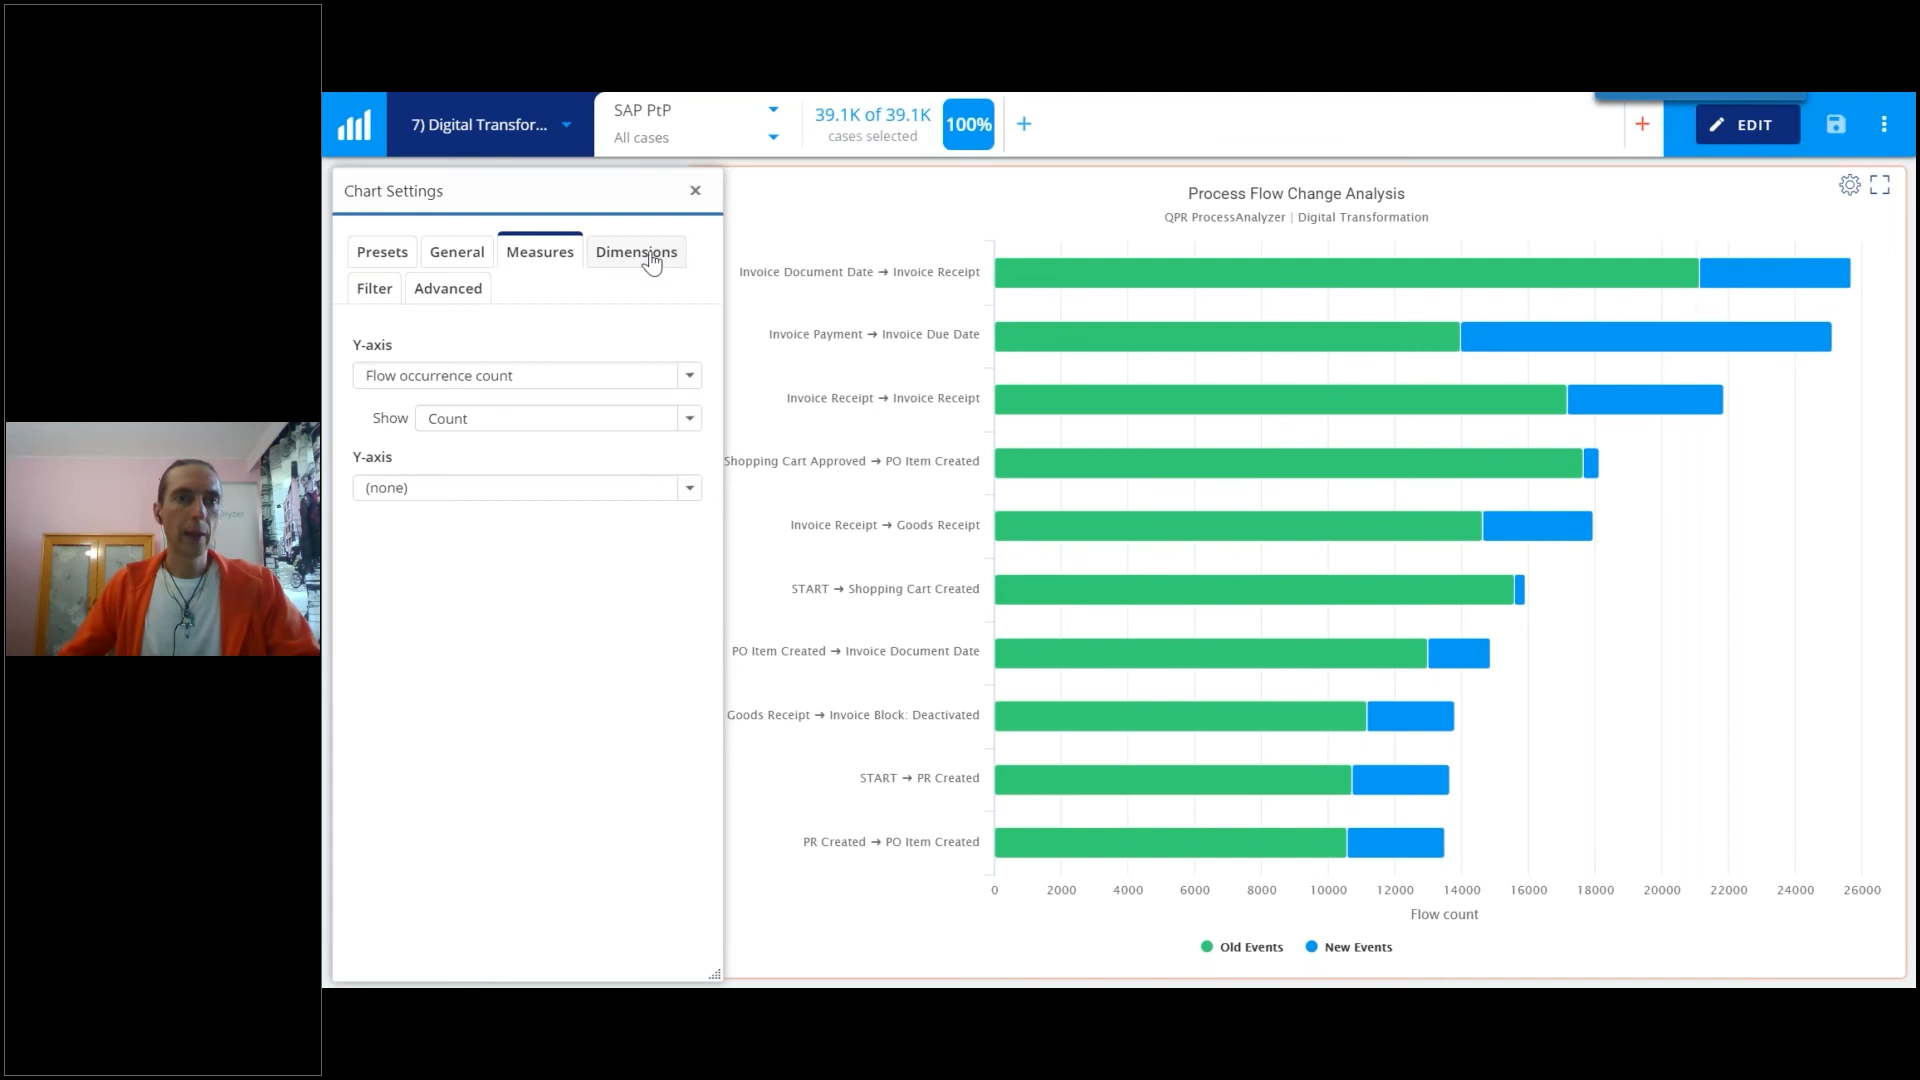 7) Digital Transfor...
SAP PtP
All cases
39.1K of 39.1K
cases selected
100%
EDIT
Chart Settings
Presets
General
Measures
Dimensions
Filter
Advanced
Y-axis
Flow occurrence count
Show
Count
Y-axis
(none)
Process Flow Change Analysis
QPR ProcessAnalyzer | Digital Transformation
Invoice Document Date → Invoice Receipt
Invoice Payment → Invoice Due Date
Invoice Receipt → Invoice Receipt
Shopping Cart Approved → PO Item Created
Invoice Receipt → Goods Receipt
START → Shopping Cart Created
PO Item Created → Invoice Document Date
Goods Receipt → Invoice Block: Deactivated
START → PR Created
PR Created → PO Item Created
0 2000 4000 6000 8000 10000 12000 14000 16000 18000 20000 22000 24000 26000
Flow count
Old Events
New Events